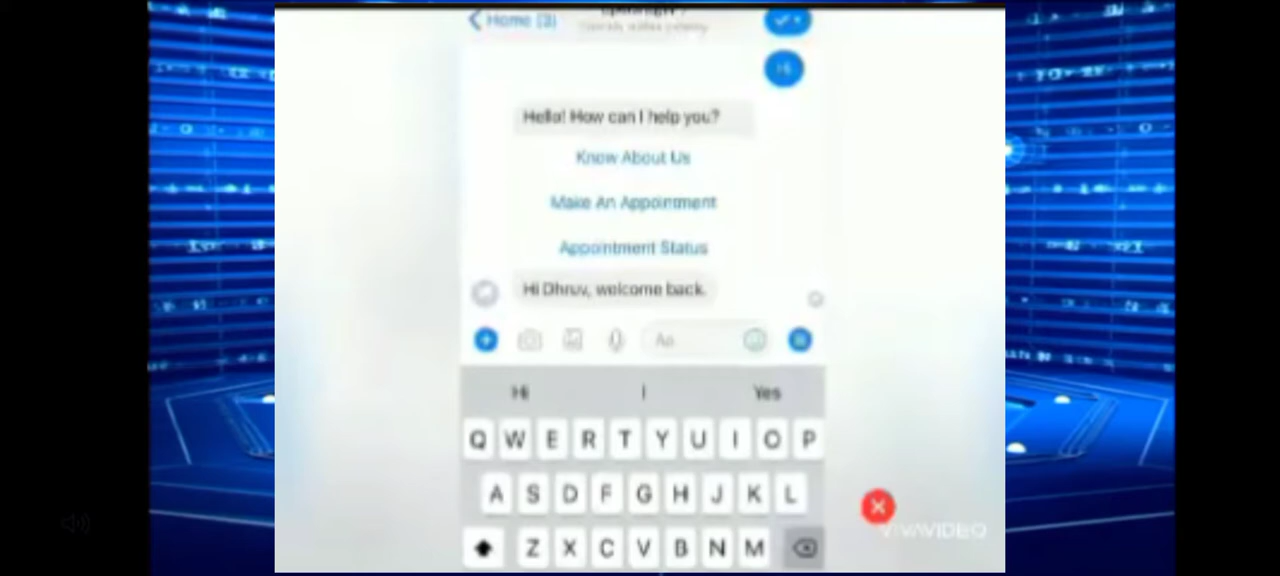 Home (3)
Hi
Hello! How can I help you?
Know About Us
Make An Appointment
Appointment Status
Hi Dhruv, welcome back.
Aa
Hi I Yes
Q W E R T Y U I O P
A S D F G H J K L
Z X C V B N M
VIVAVIDEO